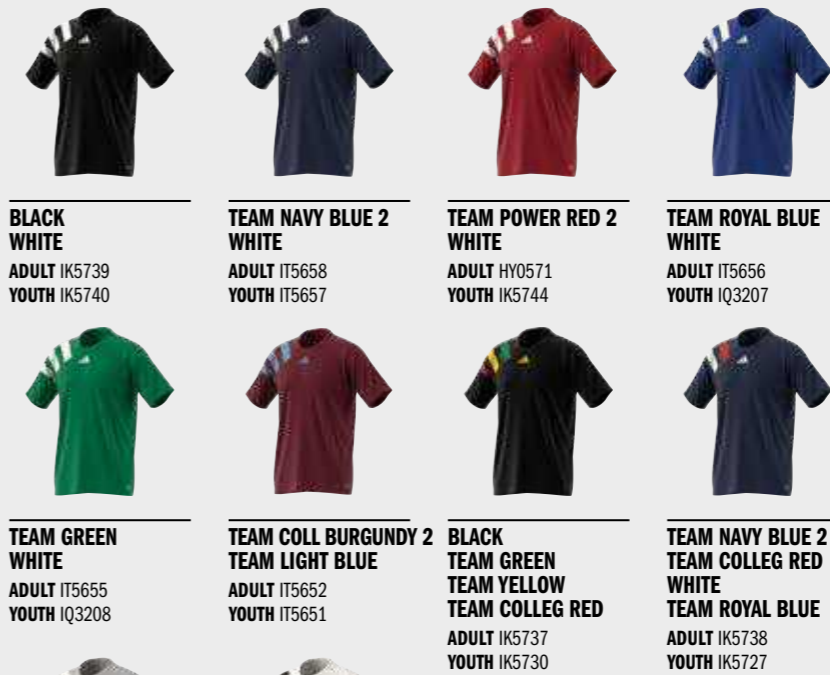 BLACK
WHITE
ADULT IK5739
YOUTH IK5740
TEAM NAVY BLUE 2
WHITE
ADULT IT5658
YOUTH IT5657
TEAM POWER RED 2
WHITE
ADULT HY0571
YOUTH IK5744
TEAM ROYAL BLUE
WHITE
ADULT IT5656
YOUTH IQ3207
TEAM GREEN
WHITE
ADULT IT5655
YOUTH IQ3208
TEAM COLL BURGUNDY 2
TEAM LIGHT BLUE
ADULT IT5652
YOUTH IT5651
BLACK
TEAM GREEN
TEAM YELLOW
TEAM COLLEG RED
ADULT IK5737
YOUTH IK5730
TEAM NAVY BLUE 2
TEAM COLLEG RED
WHITE
TEAM ROYAL BLUE
ADULT IK5738
YOUTH IK5727